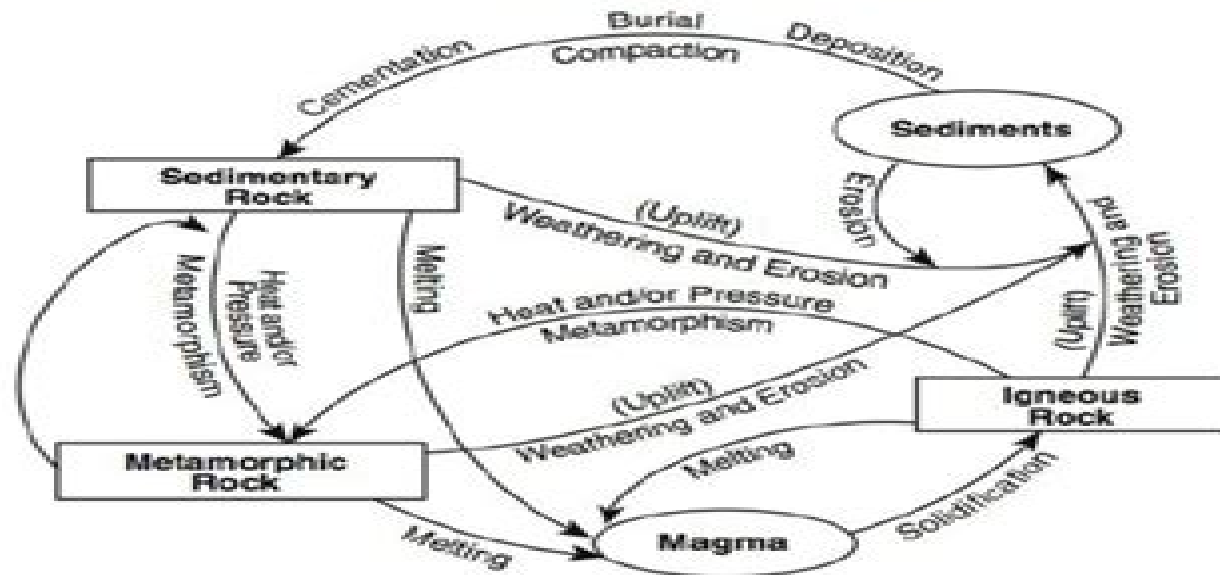 Burial
Deposition
Cementation
Compaction
Sediments
Sedimentary
Rock
Erosion
(Uplift)
Weathering and Erosion
Weathering and
Erosion
(Uplift)
Melting
Heat and/or
Pressure
Metamorphism
Heat and/or Pressure
Metamorphism
(Uplift)
Weathering and Erosion
Igneous
Rock
Metamorphic
Rock
Melting
Solidification
Melting
Magma